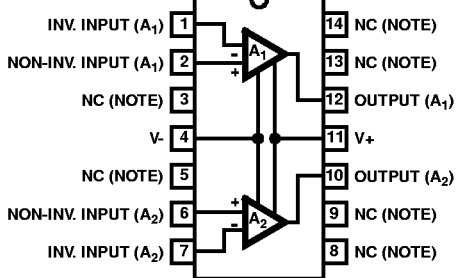 INV. INPUT (A1) 1
NON-INV. INPUT (A1) 2
NC (NOTE) 3
V- 4
NC (NOTE) 5
NON-INV. INPUT (A2) 6
INV. INPUT (A2) 7
A1
-
+
+
-
A2
14 NC (NOTE)
13 NC (NOTE)
12 OUTPUT (A1)
11 V+
10 OUTPUT (A2)
9 NC (NOTE)
8 NC (NOTE)